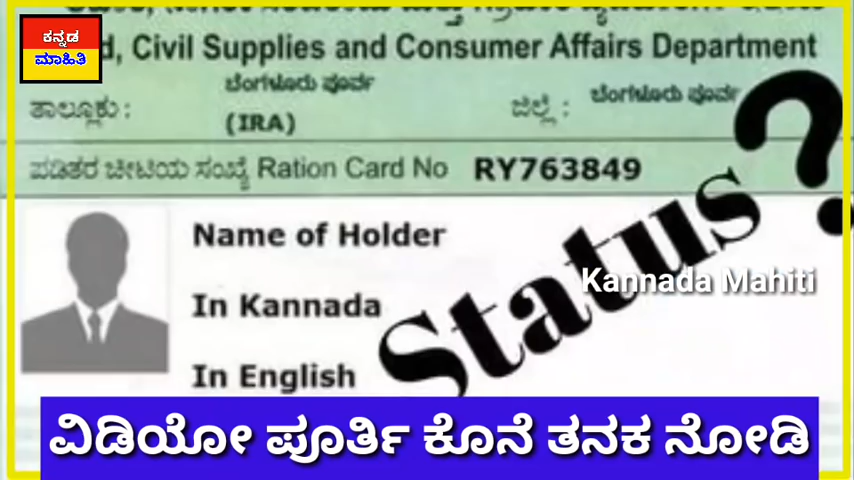 ಕನ್ನಡ
ಮಾಹಿತಿ
Civil Supplies and Consumer Affairs Department
ತಾಲ್ಲೂಕು :
ಬೆಂಗಳೂರು ಪೂರ್ವ
(IRA)
ಜಿಲ್ಲೆ :
ಬೆಂಗಳೂರು ಪೂರ್ವ
ಪಡಿತರ ಚೀಟಿಯ ಸಂಖ್ಯೆ Ration Card No RY763849
Name of Holder
In Kannada
In English
Status ?
Kannada Mahiti
ವಿಡಿಯೋ ಪೂರ್ತಿ ಕೊನೆ ತನಕ ನೋಡಿ